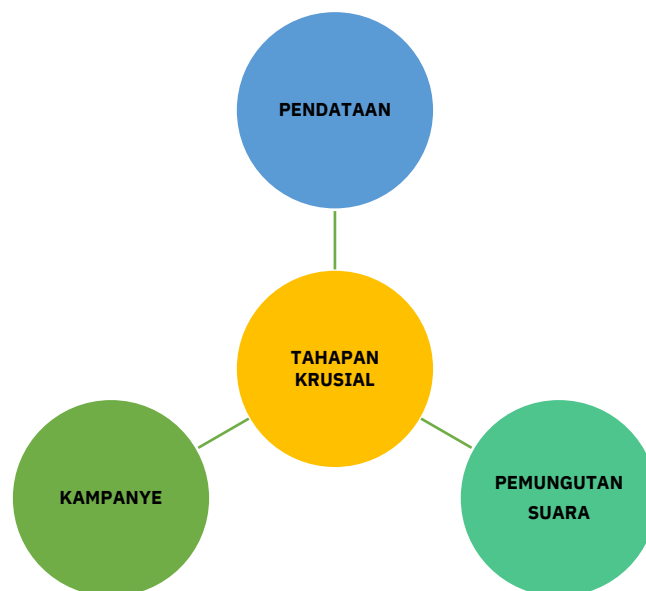 PENDATAAN
TAHAPAN
KRUSIAL
KAMPANYE
PEMUNGUTAN
SUARA